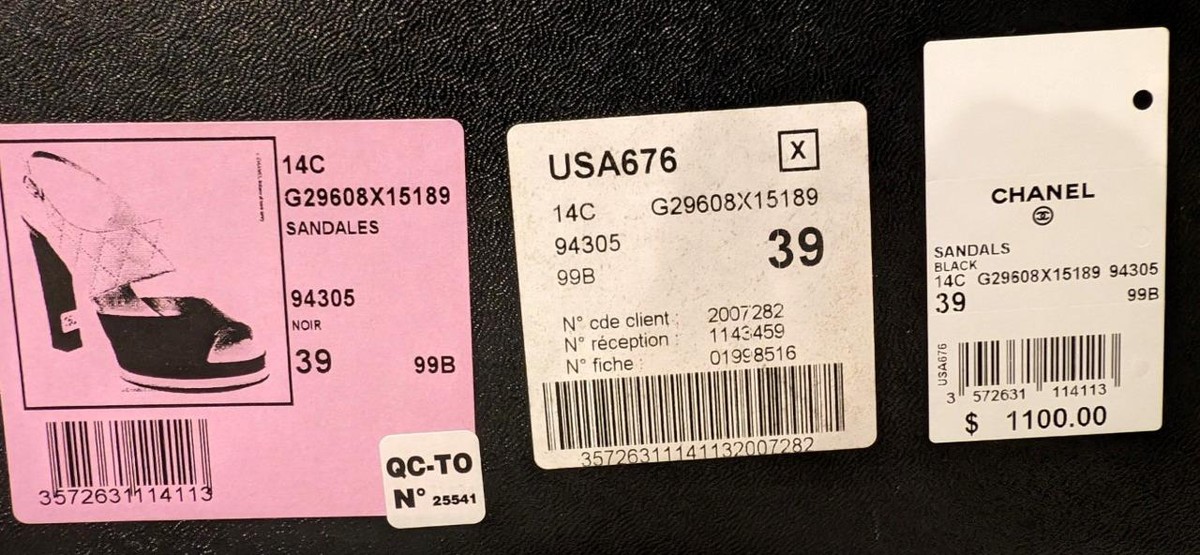 14C
G29608X15189
SANDALES
94305
NOIR
39 99B
3572631114113
QC-TO
N° 25541
USA676 X
14C G29608X15189
94305 39
99B
N° cde client : 2007282
N° réception : 1143459
N° fiche : 01998516
35726311141132007282
CHANEL
SANDALS
BLACK
14C G29608X15189 94305
39 99B
USA676
3 572631 114113
$ 1100.00